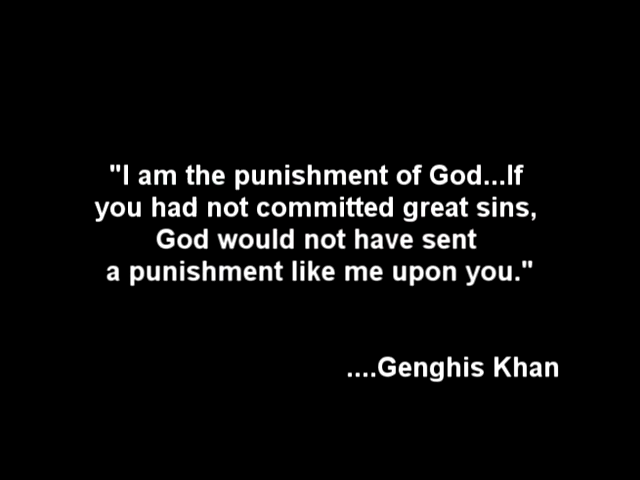 "I am the punishment of God...If
you had not committed great sins,
God would not have sent
a punishment like me upon you."
....Genghis Khan